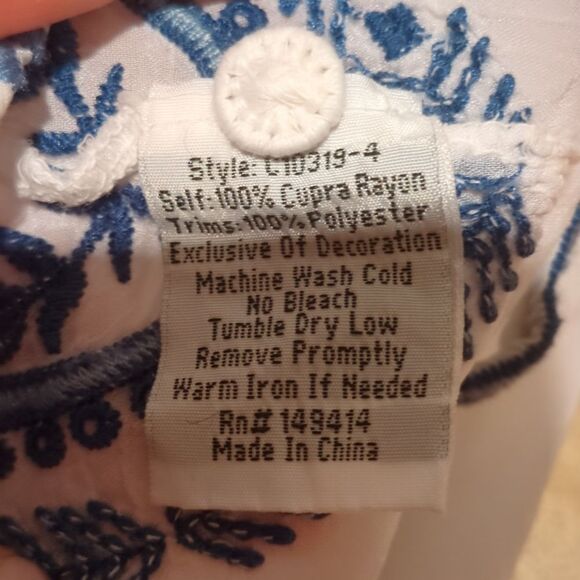 Style: C10319-4
Self:100% Cupra Rayon
Trims:100% Polyester
Exclusive Of Decoration
Machine Wash Cold
No Bleach
Tumble Dry Low
Remove Promptly
Warm Iron If Needed
Rn# 149414
Made In China